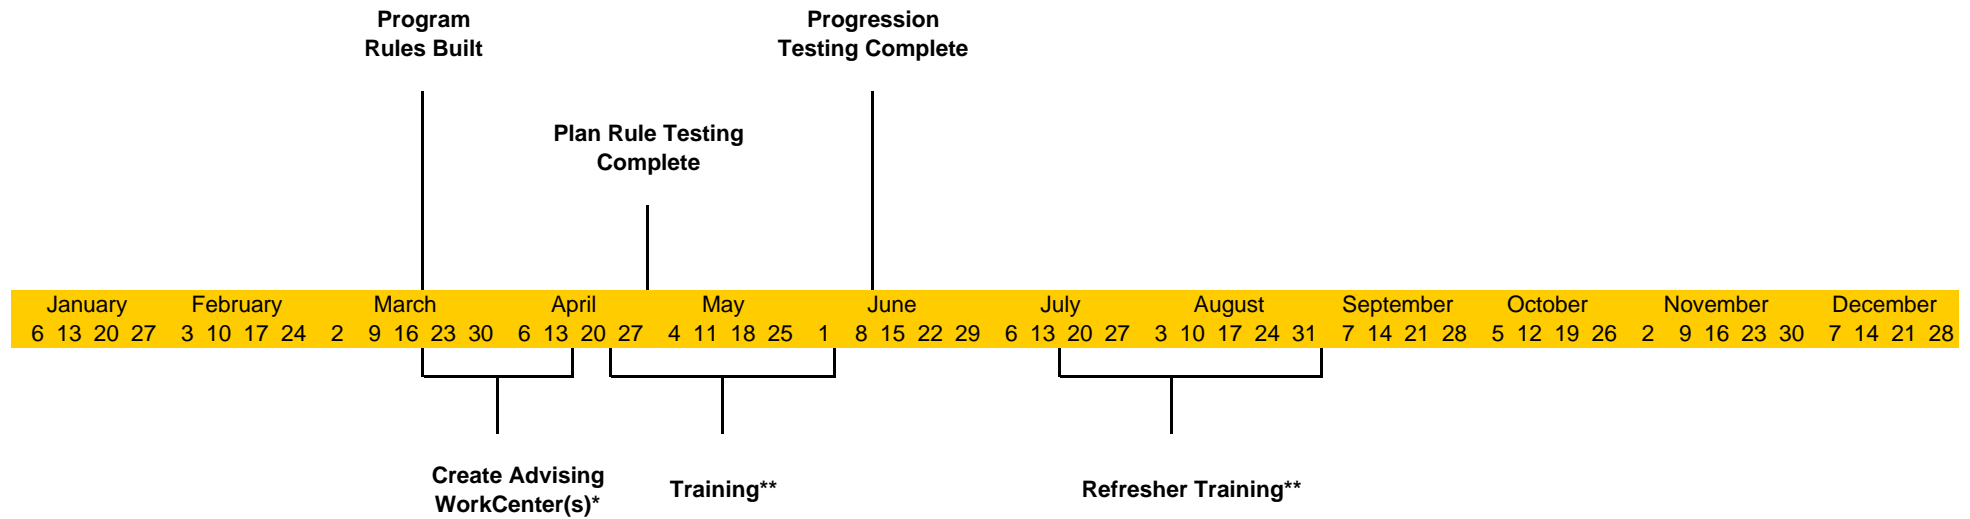 Program
Rules Built
Progression
Testing Complete
Plan Rule Testing
Complete
January February March April May June July August September October November December
6 13 20 27 3 10 17 24 2 9 16 23 30 6 13 20 27 4 11 18 25 1 8 15 22 29 6 13 20 27 3 10 17 24 31 7 14 21 28 5 12 19 26 2 9 16 23 30 7 14 21 28
Create Advising
WorkCenter(s)*
Training**
Refresher Training**